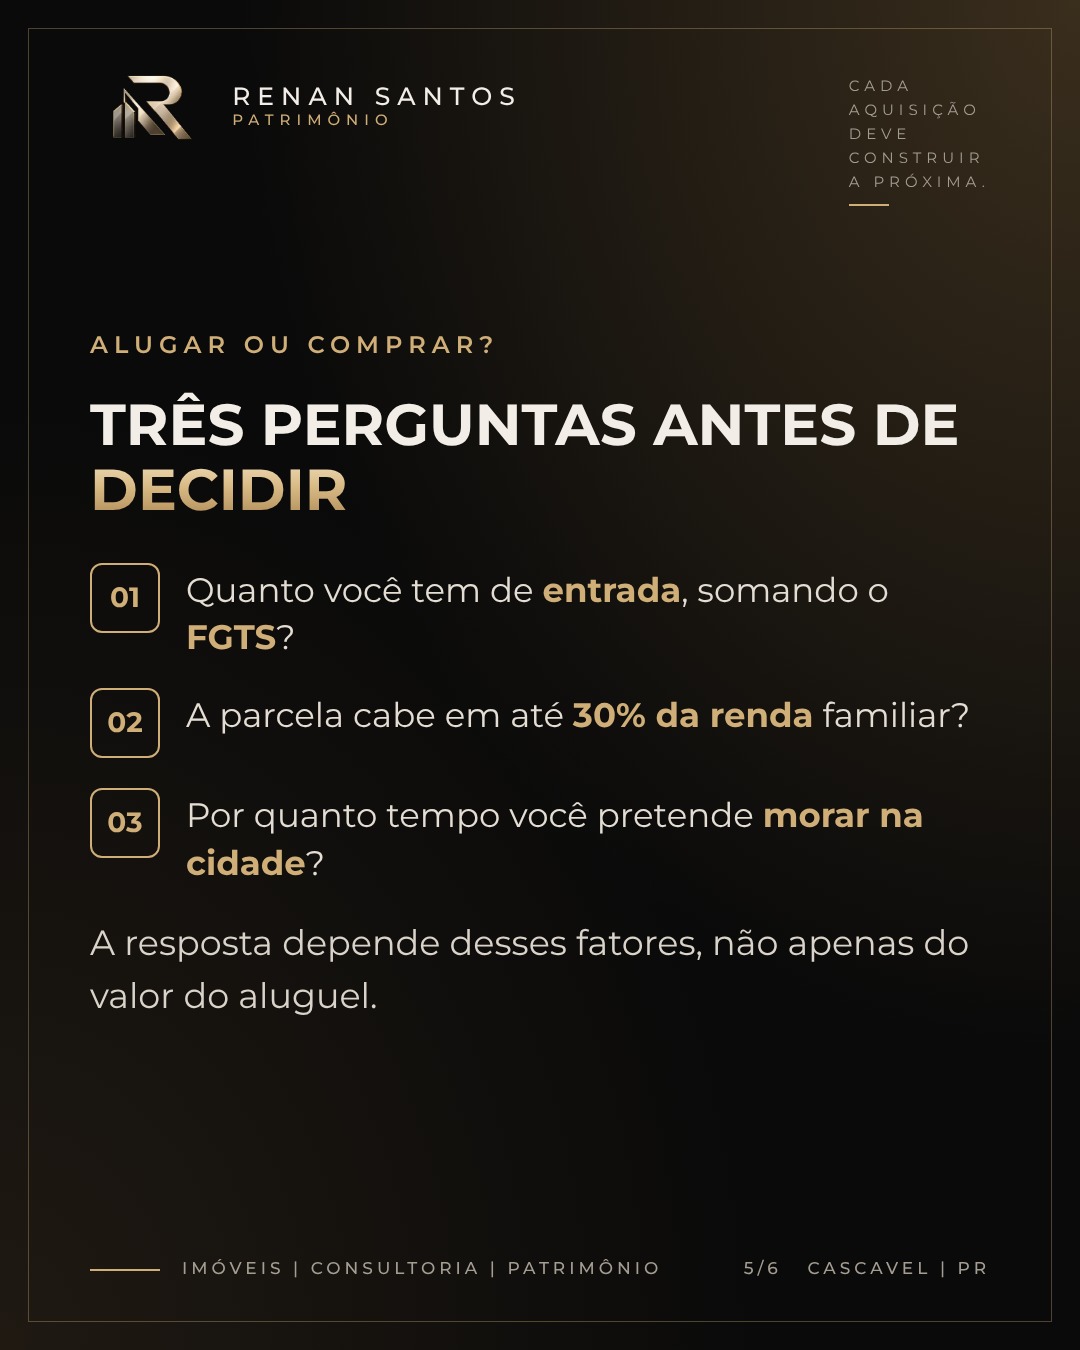 RENAN SANTOS
PATRIMÔNIO
CADA
AQUISIÇÃO
DEVE
CONSTRUIR
A PRÓXIMA.
ALUGAR OU COMPRAR?
TRÊS PERGUNTAS ANTES DE
DECIDIR
01 Quanto você tem de entrada, somando o
FGTS?
02 A parcela cabe em até 30% da renda familiar?
03 Por quanto tempo você pretende morar na
cidade?
A resposta depende desses fatores, não apenas do
valor do aluguel.
IMÓVEIS | CONSULTORIA | PATRIMÔNIO 5/6 CASCAVEL | PR